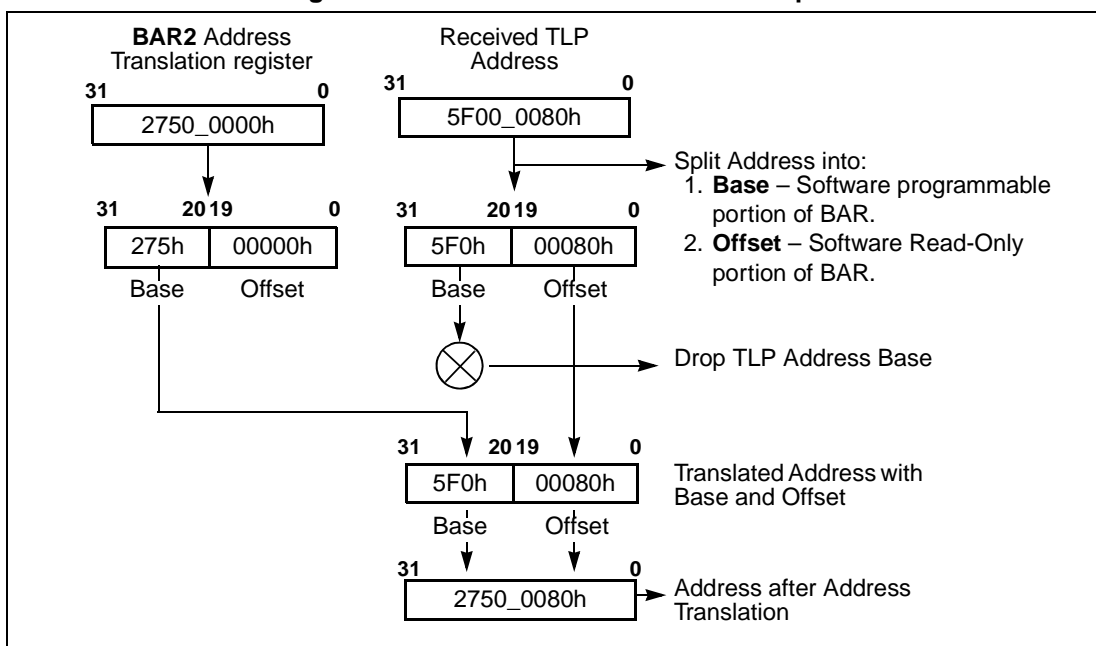 BAR2 Address
Translation register
Received TLP
Address
31 0
31 0
2750_0000h
5F00_0080h
Split Address into:
1. Base – Software programmable
portion of BAR.
2. Offset – Software Read-Only
portion of BAR.
31 20 19 0
31 20 19 0
275h 00000h
5F0h 00080h
Base Offset
Base Offset
Drop TLP Address Base
31 20 19 0
5F0h 00080h
Translated Address with
Base and Offset
Base Offset
31 0
2750_0080h
Address after Address
Translation